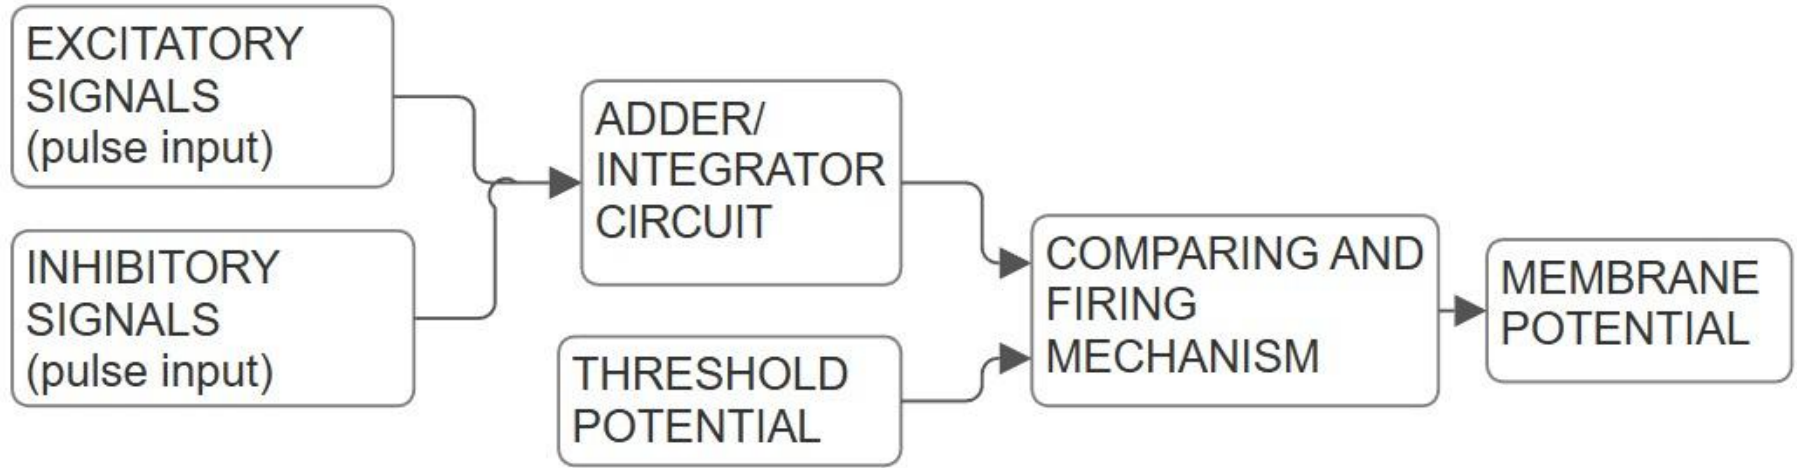 EXCITATORY
SIGNALS
(pulse input)
INHIBITORY
SIGNALS
(pulse input)
ADDER/
INTEGRATOR
CIRCUIT
THRESHOLD
POTENTIAL
COMPARING AND
FIRING
MECHANISM
MEMBRANE
POTENTIAL